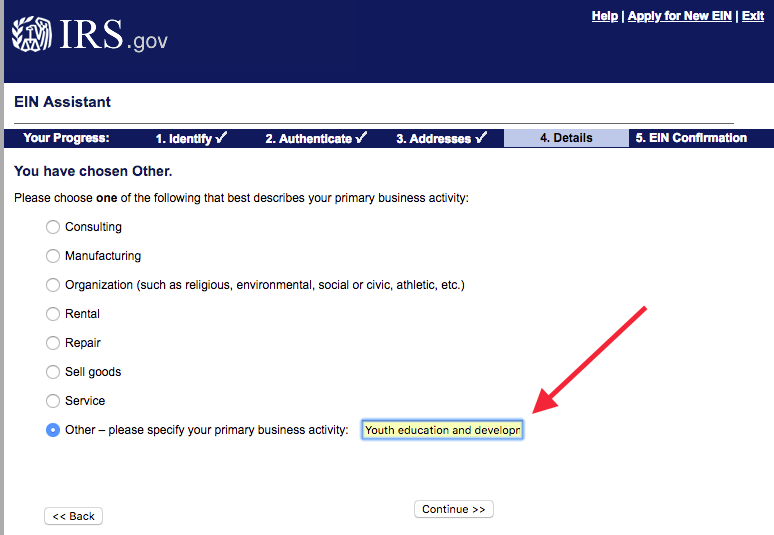 IRS.gov
Help | Apply for New EIN | Exit
EIN Assistant
Your Progress: 1. Identify ✓ 2. Authenticate ✓ 3. Addresses ✓ 4. Details 5. EIN Confirmation
You have chosen Other.
Please choose one of the following that best describes your primary business activity:
Consulting
Manufacturing
Organization (such as religious, environmental, social or civic, athletic, etc.)
Rental
Repair
Sell goods
Service
Other – please specify your primary business activity: Youth education and developr
<< Back
Continue >>